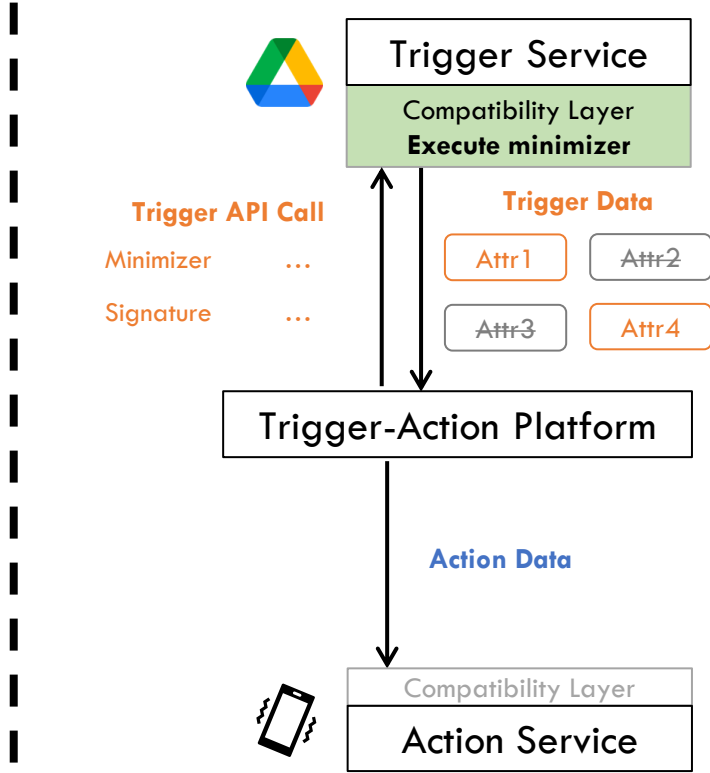 Trigger Service
Compatibility Layer
Execute minimizer
Trigger API Call
Minimizer ...
Signature ...
Trigger Data
Attr1 Attr2
Attr3 Attr4
Trigger-Action Platform
Action Data
Compatibility Layer
Action Service